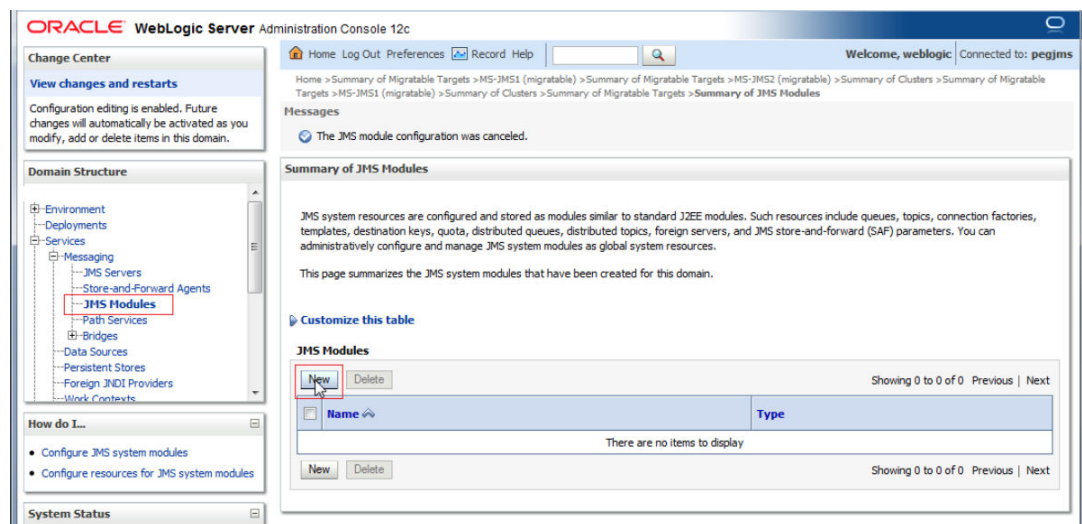 ORACLE WebLogic Server Administration Console 12c
Change Center
View changes and restarts
Configuration editing is enabled. Future
changes will automatically be activated as you
modify, add or delete items in this domain.
Domain Structure
Environment
Deployments
Services
Messaging
JMS Servers
Store-and-Forward Agents
JMS Modules
Path Services
Bridges
Data Sources
Persistent Stores
Foreign JNDI Providers
Work Contexts
How do I...
Configure JMS system modules
Configure resources for JMS system modules
System Status
Home Log Out Preferences Record Help
Welcome, weblogic Connected to: pegjms
Home >Summary of Migratable Targets >MS-JMS1 (migratable) >Summary of Migratable Targets >MS-JMS2 (migratable) >Summary of Clusters >Summary of Migratable
Targets >MS-JMS1 (migratable) >Summary of Clusters >Summary of Migratable Targets >Summary of JMS Modules
Messages
The JMS module configuration was canceled.
Summary of JMS Modules
JMS system resources are configured and stored as modules similar to standard J2EE modules. Such resources include queues, topics, connection factories,
templates, destination keys, quota, distributed queues, distributed topics, foreign servers, and JMS store-and-forward (SAF) parameters. You can
administratively configure and manage JMS system modules as global system resources.
This page summarizes the JMS system modules that have been created for this domain.
Customize this table
JMS Modules
New Delete Showing 0 to 0 of 0 Previous | Next
Name Type
There are no items to display
New Delete Showing 0 to 0 of 0 Previous | Next